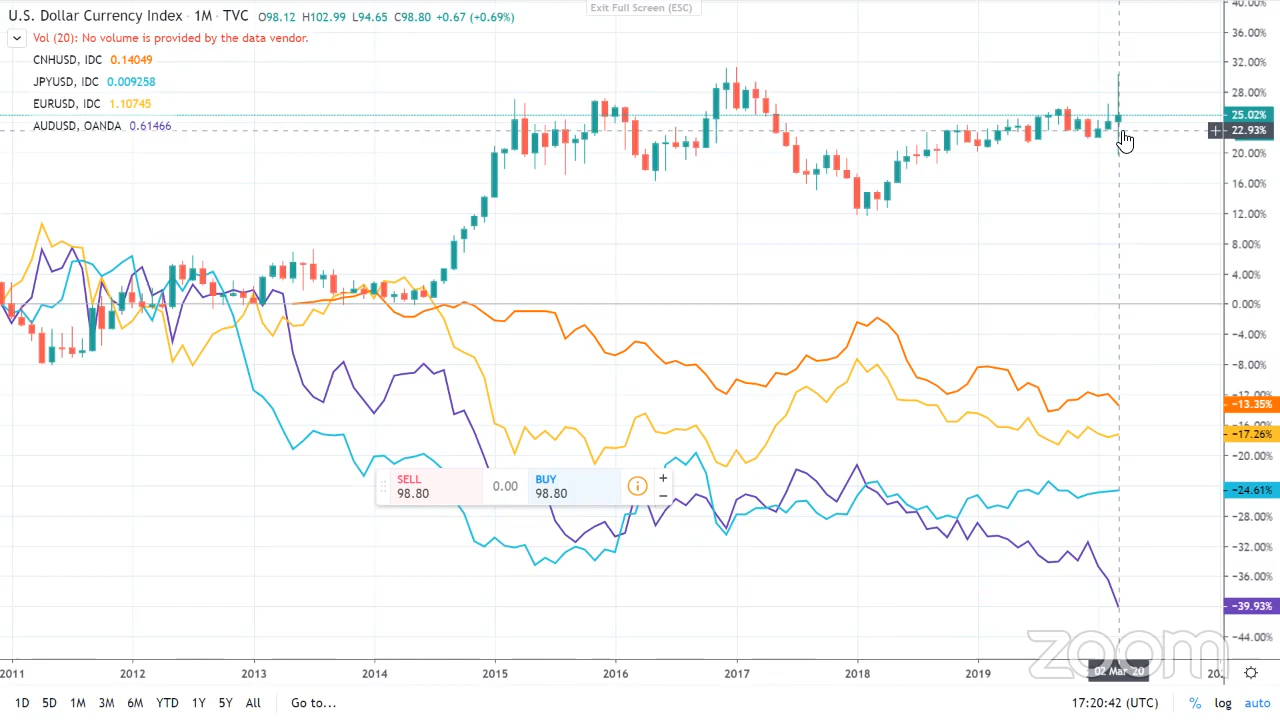 U.S. Dollar Currency Index · 1M · TVC O98.12 H102.99 L94.65 C98.80 +0.67 (+0.69%)
Exit Full Screen (ESC)
Vol (20): No volume is provided by the data vendor.
CNHUSD, IDC 0.14049
JPYUSD, IDC 0.009258
EURUSD, IDC 1.10745
AUDUSD, OANDA 0.61466
40.00%
36.00%
32.00%
28.00%
25.02%
22.93%
20.00%
16.00%
12.00%
8.00%
4.00%
0.00%
−4.00%
−8.00%
−12.00%
−13.35%
−16.00%
−17.26%
−20.00%
−24.61%
−28.00%
−32.00%
−36.00%
−39.93%
−44.00%
SELL
98.80
0.00
BUY
98.80
+
−
zoom
2011 2012 2013 2014 2015 2016 2017 2018 2019 02 Mar '20
1D 5D 1M 3M 6M YTD 1Y 5Y All Go to... 17:20:42 (UTC) % log auto